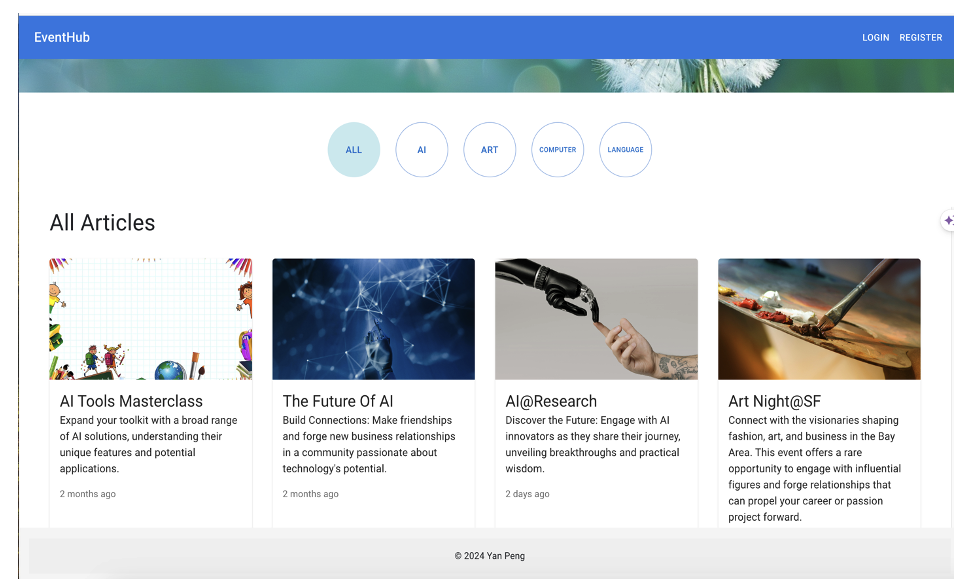 EventHub
LOGIN REGISTER
ALL
AI
ART
COMPUTER
LANGUAGE
All Articles
AI Tools Masterclass
Expand your toolkit with a broad range
of AI solutions, understanding their
unique features and potential
applications.
2 months ago
The Future Of AI
Build Connections: Make friendships
and forge new business relationships
in a community passionate about
technology's potential.
2 months ago
AI@Research
Discover the Future: Engage with AI
innovators as they share their journey,
unveiling breakthroughs and practical
wisdom.
2 days ago
Art Night@SF
Connect with the visionaries shaping
fashion, art, and business in the Bay
Area. This event offers a rare
opportunity to engage with influential
figures and forge relationships that
can propel your career or passion
project forward.
© 2024 Yan Peng